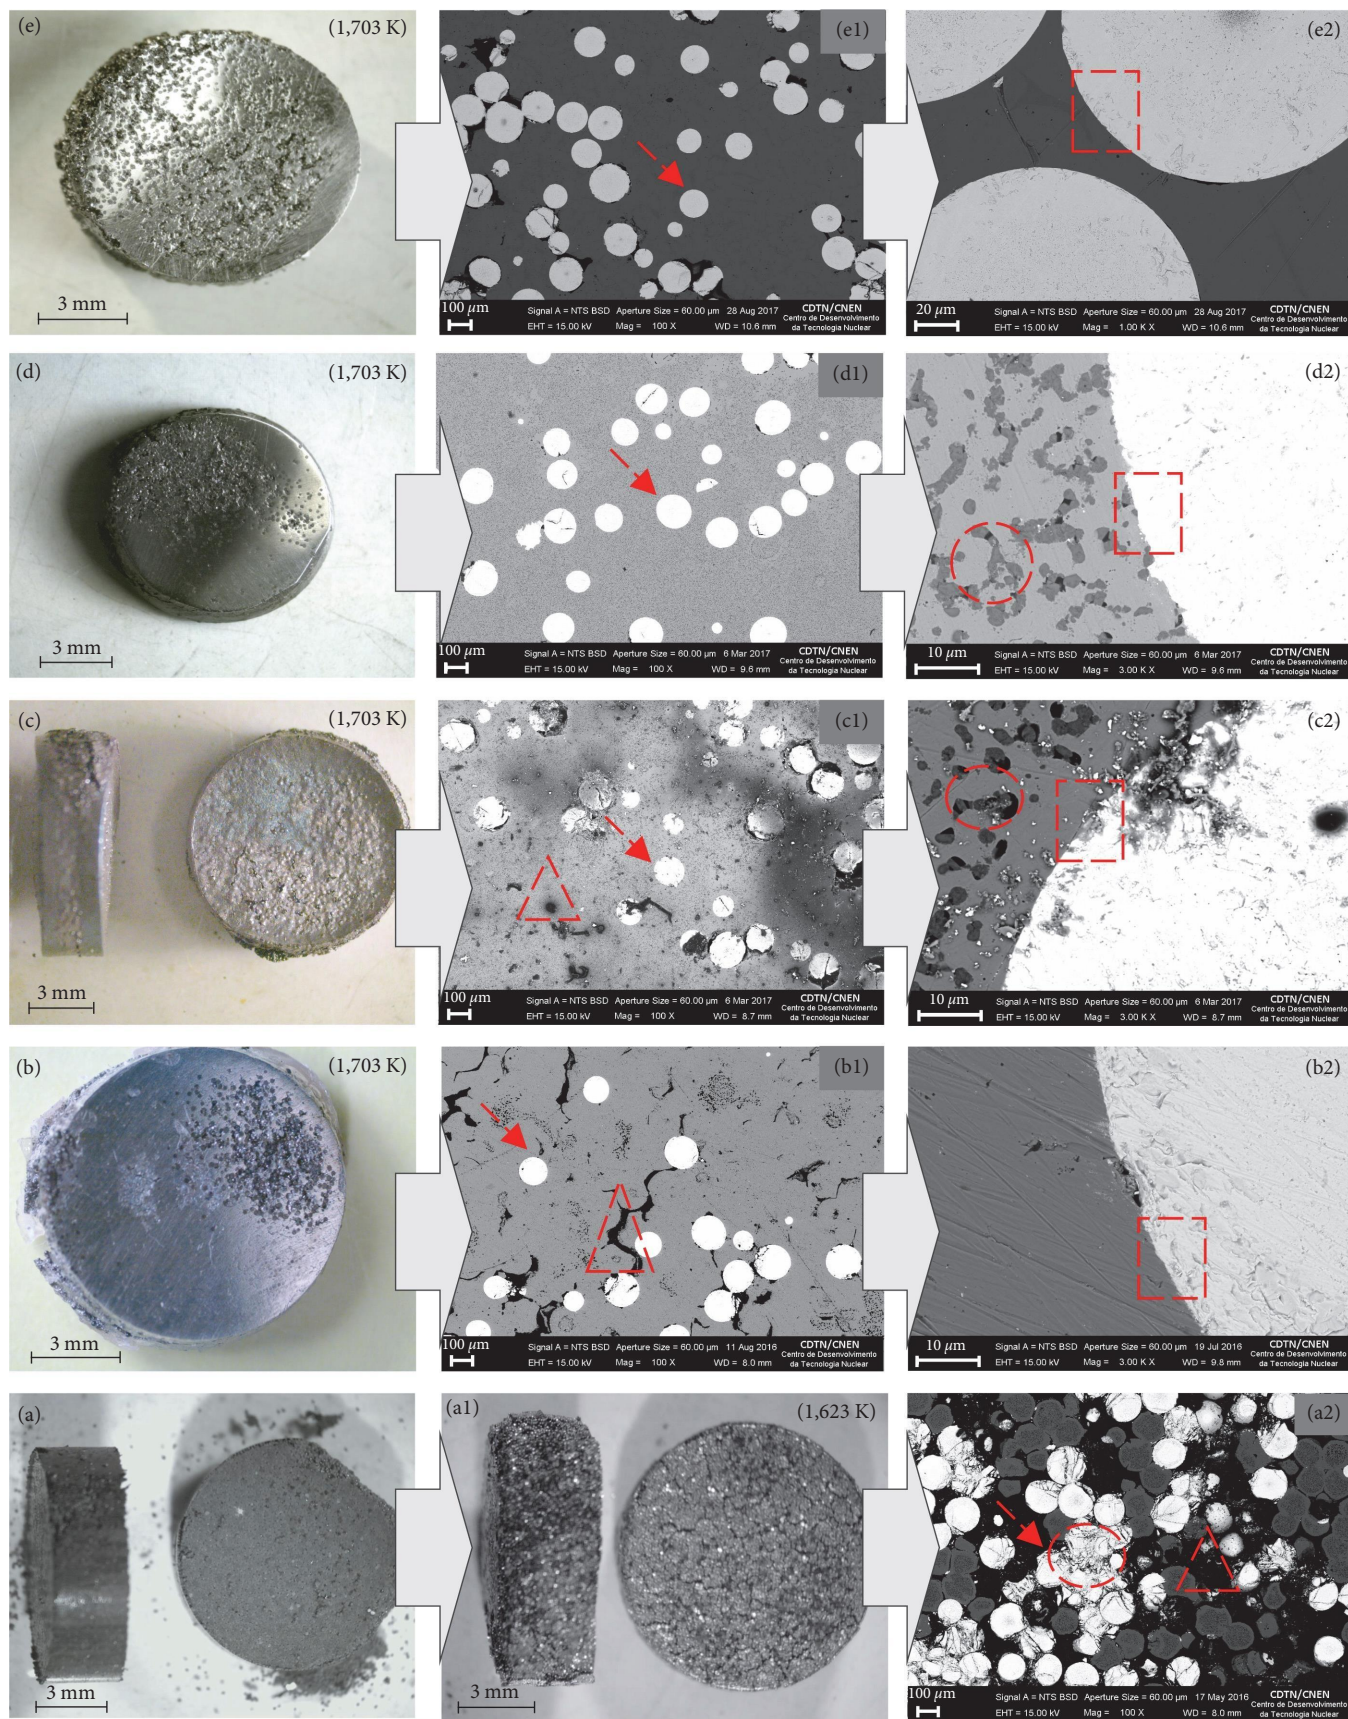 (e)
(1,703 K)
3 mm
(e1)
100 µm
Signal A = NTS BSD Aperture Size = 60.00 µm 28 Aug 2017 CDTN/CNEN
EHT = 15.00 kV Mag = 100 X WD = 10.6 mm Centro de Desenvolvimento
da Tecnologia Nuclear
(e2)
20 µm
Signal A = NTS BSD Aperture Size = 60.00 µm 28 Aug 2017 CDTN/CNEN
EHT = 15.00 kV Mag = 1.00 K X WD = 10.6 mm Centro de Desenvolvimento
da Tecnologia Nuclear
(d)
(1,703 K)
3 mm
(d1)
100 µm
Signal A = NTS BSD Aperture Size = 60.00 µm 6 Mar 2017 CDTN/CNEN
EHT = 15.00 kV Mag = 100 X WD = 9.6 mm Centro de Desenvolvimento
da Tecnologia Nuclear
(d2)
10 µm
Signal A = NTS BSD Aperture Size = 60.00 µm 6 Mar 2017 CDTN/CNEN
EHT = 15.00 kV Mag = 3.00 K X WD = 9.6 mm Centro de Desenvolvimento
da Tecnologia Nuclear
(c)
(1,703 K)
3 mm
(c1)
100 µm
Signal A = NTS BSD Aperture Size = 60.00 µm 6 Mar 2017 CDTN/CNEN
EHT = 15.00 kV Mag = 100 X WD = 8.7 mm Centro de Desenvolvimento
da Tecnologia Nuclear
(c2)
10 µm
Signal A = NTS BSD Aperture Size = 60.00 µm 6 Mar 2017 CDTN/CNEN
EHT = 15.00 kV Mag = 3.00 K X WD = 8.7 mm Centro de Desenvolvimento
da Tecnologia Nuclear
(b)
(1,703 K)
3 mm
(b1)
100 µm
Signal A = NTS BSD Aperture Size = 60.00 µm 11 Aug 2016 CDTN/CNEN
EHT = 15.00 kV Mag = 100 X WD = 8.0 mm Centro de Desenvolvimento
da Tecnologia Nuclear
(b2)
10 µm
Signal A = NTS BSD Aperture Size = 60.00 µm 19 Jul 2016 CDTN/CNEN
EHT = 15.00 kV Mag = 3.00 K X WD = 9.8 mm Centro de Desenvolvimento
da Tecnologia Nuclear
(a)
3 mm
(a1)
(1,623 K)
3 mm
(a2)
100 µm
Signal A = NTS BSD Aperture Size = 60.00 µm 17 May 2016 CDTN/CNEN
EHT = 15.00 kV Mag = 100 X WD = 8.0 mm Centro de Desenvolvimento
da Tecnologia Nuclear